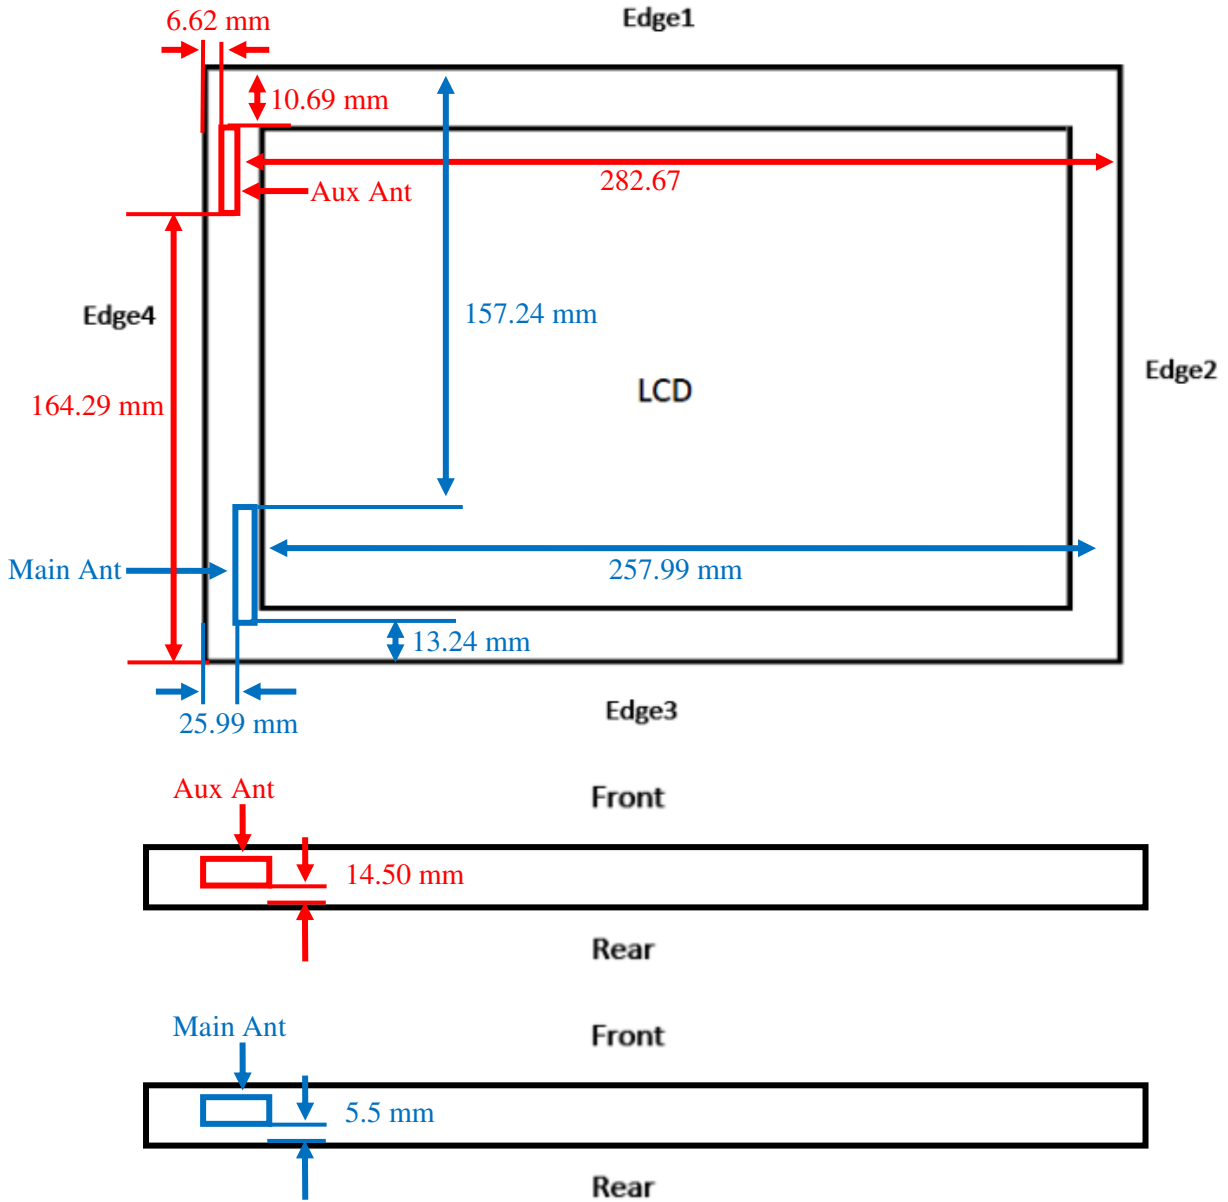 Edge1
6.62 mm
10.69 mm
282.67
Aux Ant
Edge4
157.24 mm
Edge2
LCD
164.29 mm
Main Ant
257.99 mm
13.24 mm
Edge3
25.99 mm
Aux Ant
Front
14.50 mm
Rear
Main Ant
Front
5.5 mm
Rear